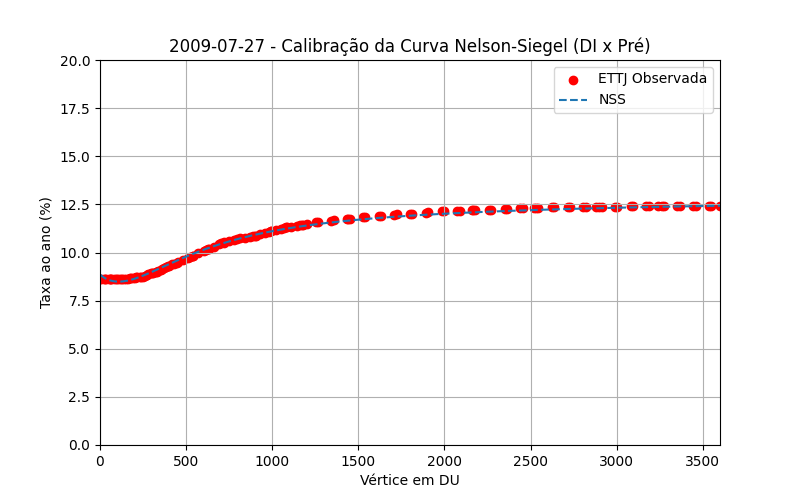 2009-07-27 - Calibração da Curva Nelson-Siegel (DI x Pré)
ETTJ Observada
NSS
Taxa ao ano (%)
20.0
17.5
15.0
12.5
10.0
7.5
5.0
2.5
0.0
0 500 1000 1500 2000 2500 3000 3500
Vértice em DU